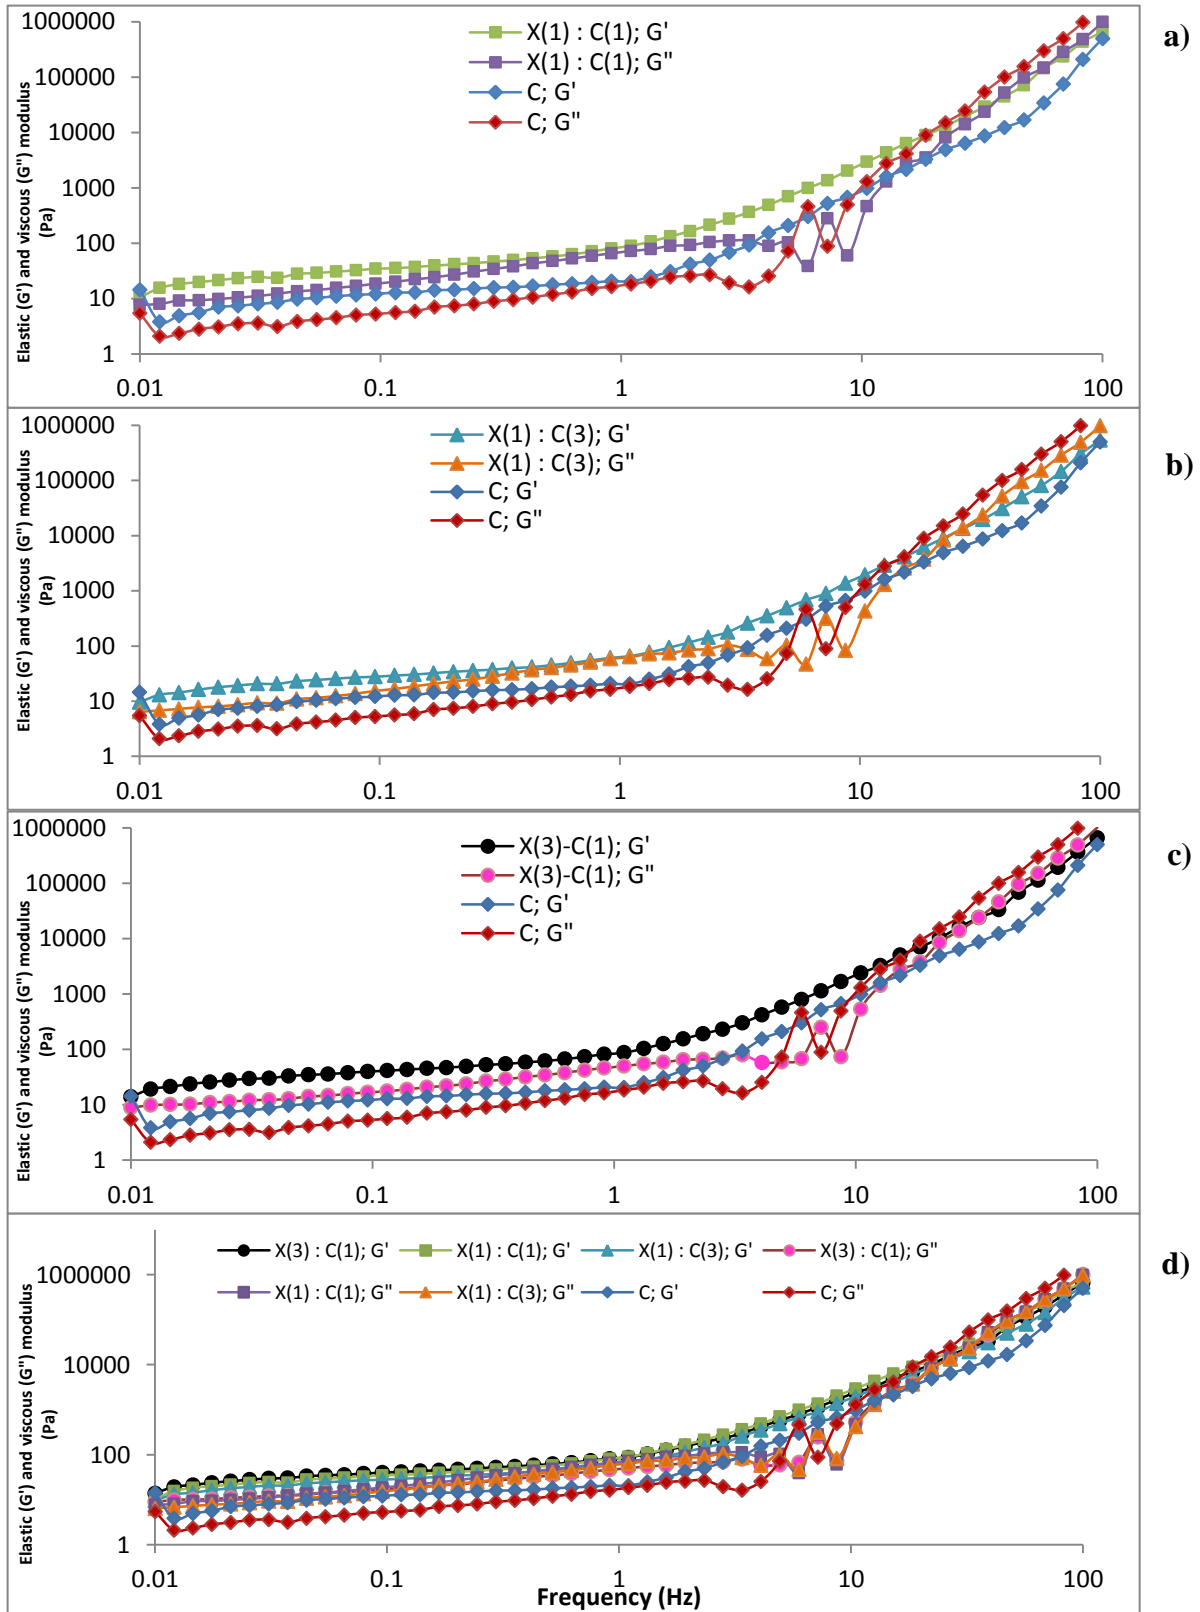 a)
X(1) : C(1); G'
X(1) : C(1); G"
C; G'
C; G"
Elastic (G') and viscous (G") modulus
(Pa)
1000000
100000
10000
1000
100
10
1
0.01 0.1 1 10 100
b)
X(1) : C(3); G'
X(1) : C(3); G"
C; G'
C; G"
Elastic (G') and viscous (G") modulus
(Pa)
1000000
100000
10000
1000
100
10
1
0.01 0.1 1 10 100
c)
X(3)-C(1); G'
X(3)-C(1); G"
C; G'
C; G"
Elastic (G') and viscous (G") modulus
(Pa)
1000000
100000
10000
1000
100
10
1
0.01 0.1 1 10 100
d)
X(3) : C(1); G' X(1) : C(1); G' X(1) : C(3); G' X(3) : C(1); G"
X(1) : C(1); G" X(1) : C(3); G" C; G' C; G"
Elastic (G') and viscous (G") modulus
(Pa)
1000000
10000
100
1
0.01 0.1 1 10 100
Frequency (Hz)